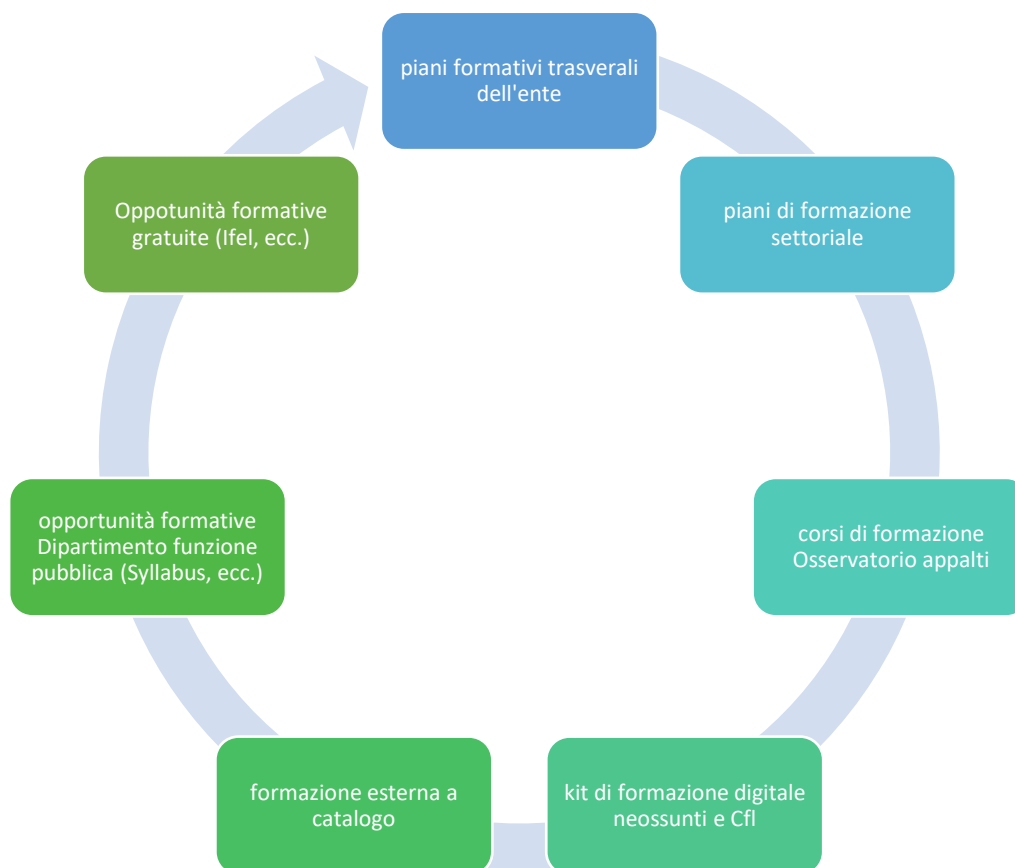 piani formativi trasverali
dell'ente
piani di formazione
settoriale
corsi di formazione
Osservatorio appalti
kit di formazione digitale
neossunti e Cfl
formazione esterna a
catalogo
opportunità formative
Dipartimento funzione
pubblica (Syllabus, ecc.)
Oppotunità formative
gratuite (Ifel, ecc.)